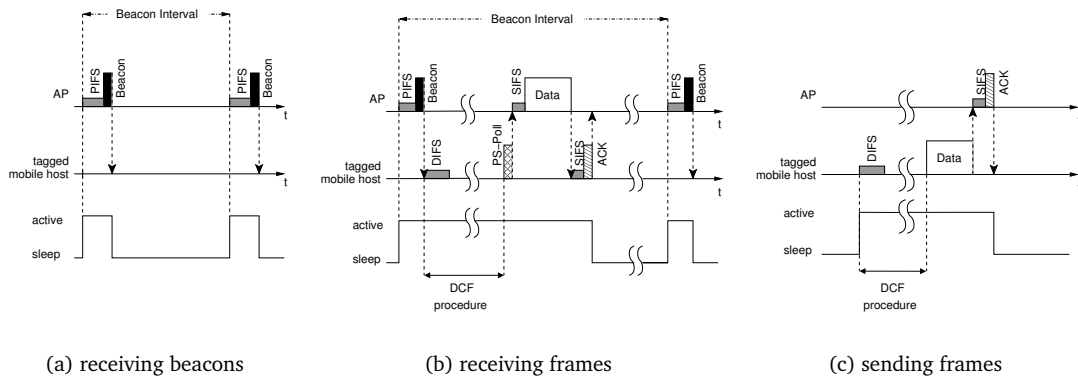 Beacon Interval
PIFS
Beacon
PIFS
Beacon
AP
t
tagged
mobile host
t
active
sleep
(a) receiving beacons
Beacon Interval
PIFS
Beacon
SIFS
Data
PIFS
Beacon
AP
t
DIFS
PS-Poll
SIFS
ACK
tagged
mobile host
t
active
sleep
DCF
procedure
(b) receiving frames
SIFS
ACK
AP
DIFS
Data
tagged
mobile host
active
sleep
DCF
procedure
(c) sending frames